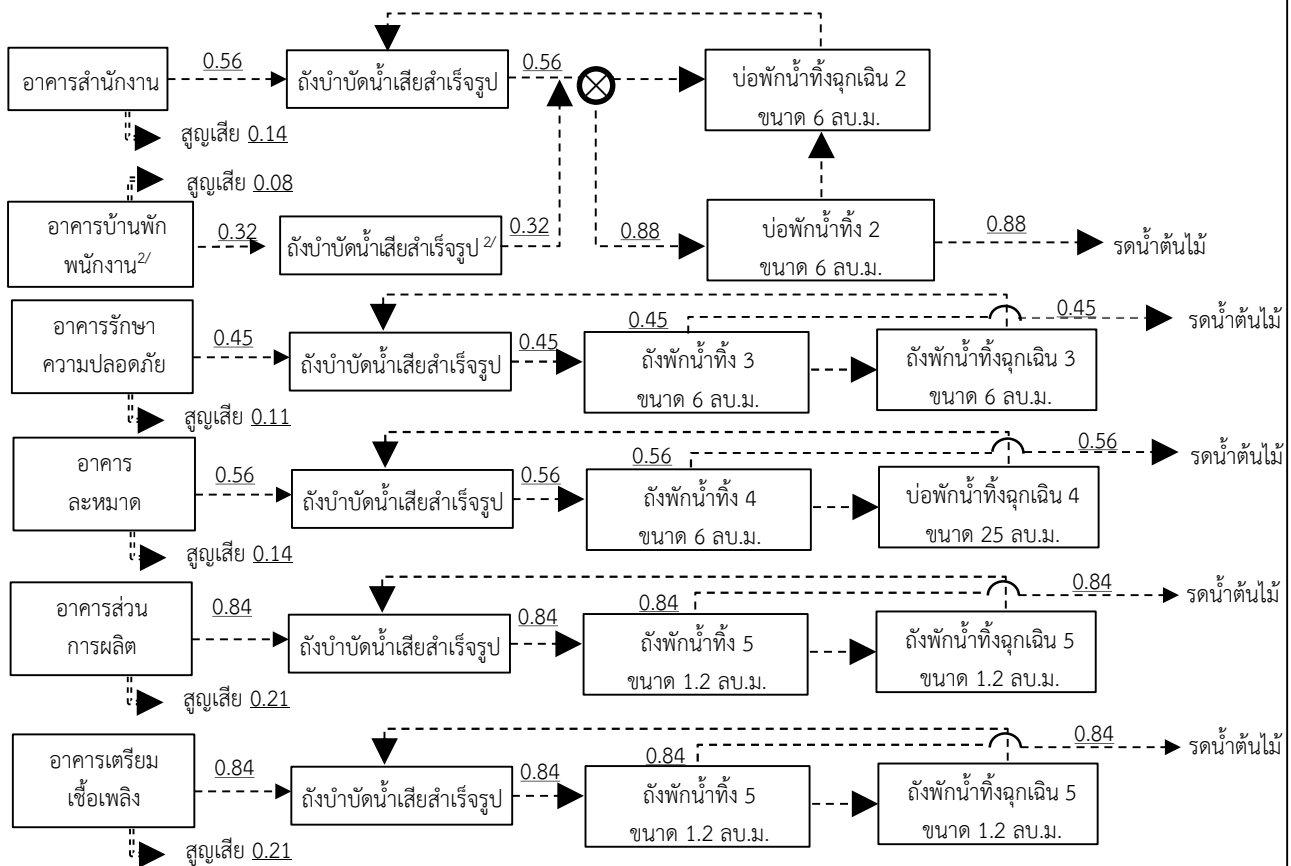 อาคารสำนักงาน
0.56
ถังบำบัดน้ำเสียสำเร็จรูป
0.56
บ่อพักน้ำทิ้งฉุกเฉิน 2
ขนาด 6 ลบ.ม.
สูญเสีย 0.14
สูญเสีย 0.08
อาคารบ้านพัก
พนักงาน2/
0.32
ถังบำบัดน้ำเสียสำเร็จรูป 2/
0.32
0.88
บ่อพักน้ำทิ้ง 2
ขนาด 6 ลบ.ม.
0.88
รดน้ำต้นไม้
อาคารรักษา
ความปลอดภัย
0.45
ถังบำบัดน้ำเสียสำเร็จรูป
0.45
0.45
ถังพักน้ำทิ้ง 3
ขนาด 6 ลบ.ม.
ถังพักน้ำทิ้งฉุกเฉิน 3
ขนาด 6 ลบ.ม.
0.45
รดน้ำต้นไม้
สูญเสีย 0.11
อาคาร
ละหมาด
0.56
ถังบำบัดน้ำเสียสำเร็จรูป
0.56
0.56
ถังพักน้ำทิ้ง 4
ขนาด 6 ลบ.ม.
บ่อพักน้ำทิ้งฉุกเฉิน 4
ขนาด 25 ลบ.ม.
0.56
รดน้ำต้นไม้
สูญเสีย 0.14
อาคารส่วน
การผลิต
0.84
ถังบำบัดน้ำเสียสำเร็จรูป
0.84
0.84
ถังพักน้ำทิ้ง 5
ขนาด 1.2 ลบ.ม.
ถังพักน้ำทิ้งฉุกเฉิน 5
ขนาด 1.2 ลบ.ม.
0.84
รดน้ำต้นไม้
สูญเสีย 0.21
อาคารเตรียม
เชื้อเพลิง
0.84
ถังบำบัดน้ำเสียสำเร็จรูป
0.84
0.84
ถังพักน้ำทิ้ง 5
ขนาด 1.2 ลบ.ม.
ถังพักน้ำทิ้งฉุกเฉิน 5
ขนาด 1.2 ลบ.ม.
0.84
รดน้ำต้นไม้
สูญเสีย 0.21